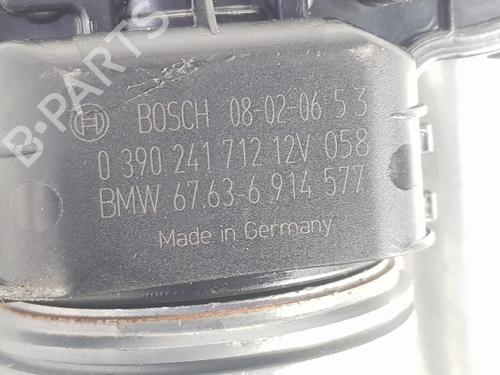 B-PARTS
BOSCH 08-02-06 53
0 390 241 712 12V 058
BMW 67.63-6 914 577
Made in Germany